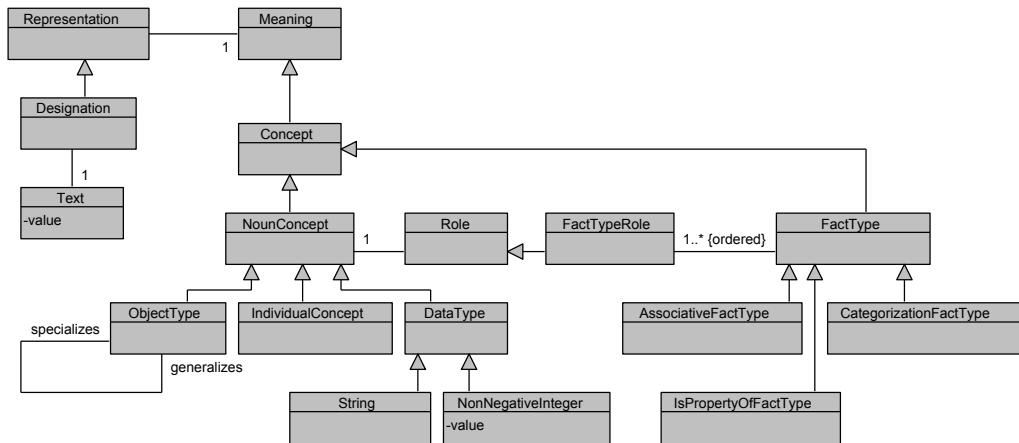 Representation
Meaning
1
Designation
Concept
1
Text
-value
NounConcept
1
Role
FactTypeRole
1..* {ordered}
FactType
ObjectType
IndividualConcept
DataType
AssociativeFactType
CategorizationFactType
specializes
generalizes
String
NonNegativeInteger
-value
IsPropertyOfFactType